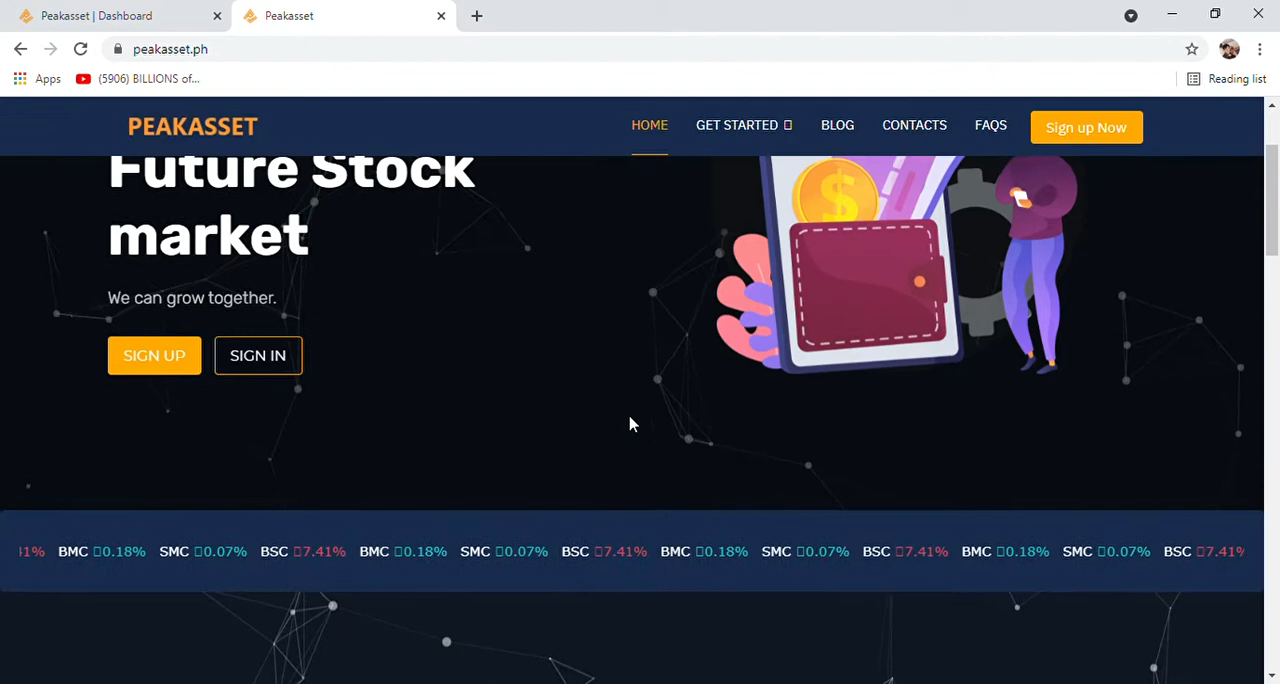 Peakasset | Dashboard
Peakasset
peakasset.ph
Apps
(5906) BILLIONS of...
Reading list
PEAKASSET
HOME
GET STARTED
BLOG
CONTACTS
FAQS
Sign up Now
Future Stock
market
We can grow together.
SIGN UP
SIGN IN
41% BMC 0.18% SMC 0.07% BSC 7.41% BMC 0.18% SMC 0.07% BSC 7.41% BMC 0.18% SMC 0.07% BSC 7.41% BMC 0.18% SMC 0.07% BSC 7.41%